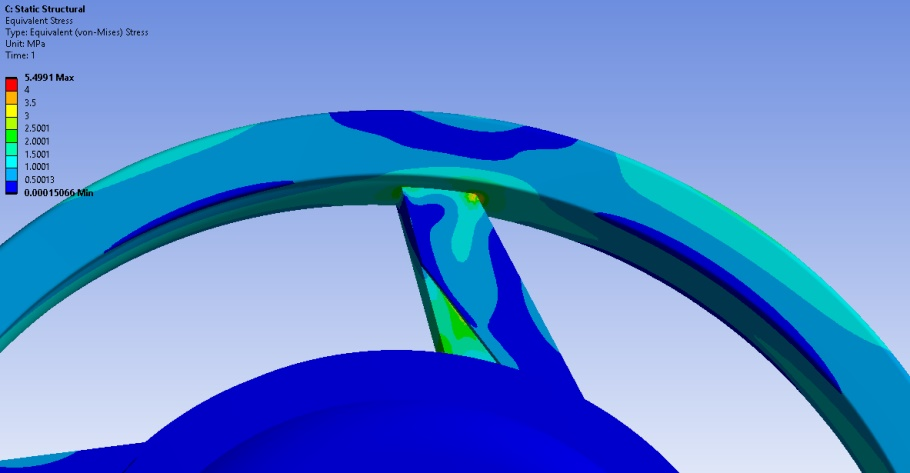 C: Static Structural
Equivalent Stress
Type: Equivalent (von-Mises) Stress
Unit: MPa
Time: 1
5.4991 Max
4
3.5
3
2.5001
2.0001
1.5001
1.0001
0.50013
0.00015066 Min